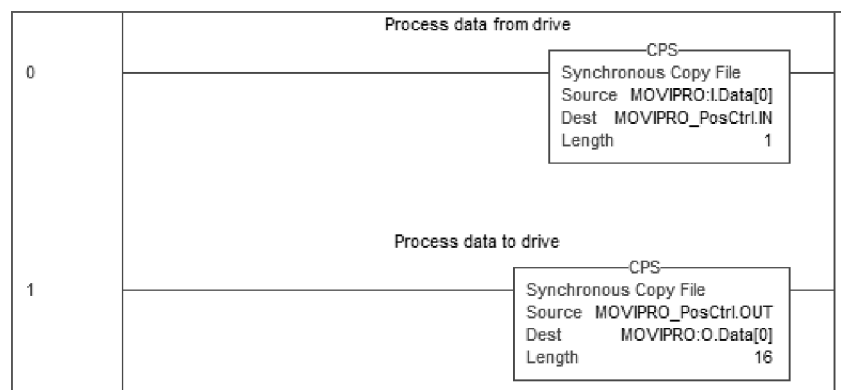 Process data from drive
CPS
0
Synchronous Copy File
Source MOVIPRO:I.Data[0]
Dest MOVIPRO_PosCtrl.IN
Length 1
Process data to drive
CPS
1
Synchronous Copy File
Source MOVIPRO_PosCtrl.OUT
Dest MOVIPRO:O.Data[0]
Length 16